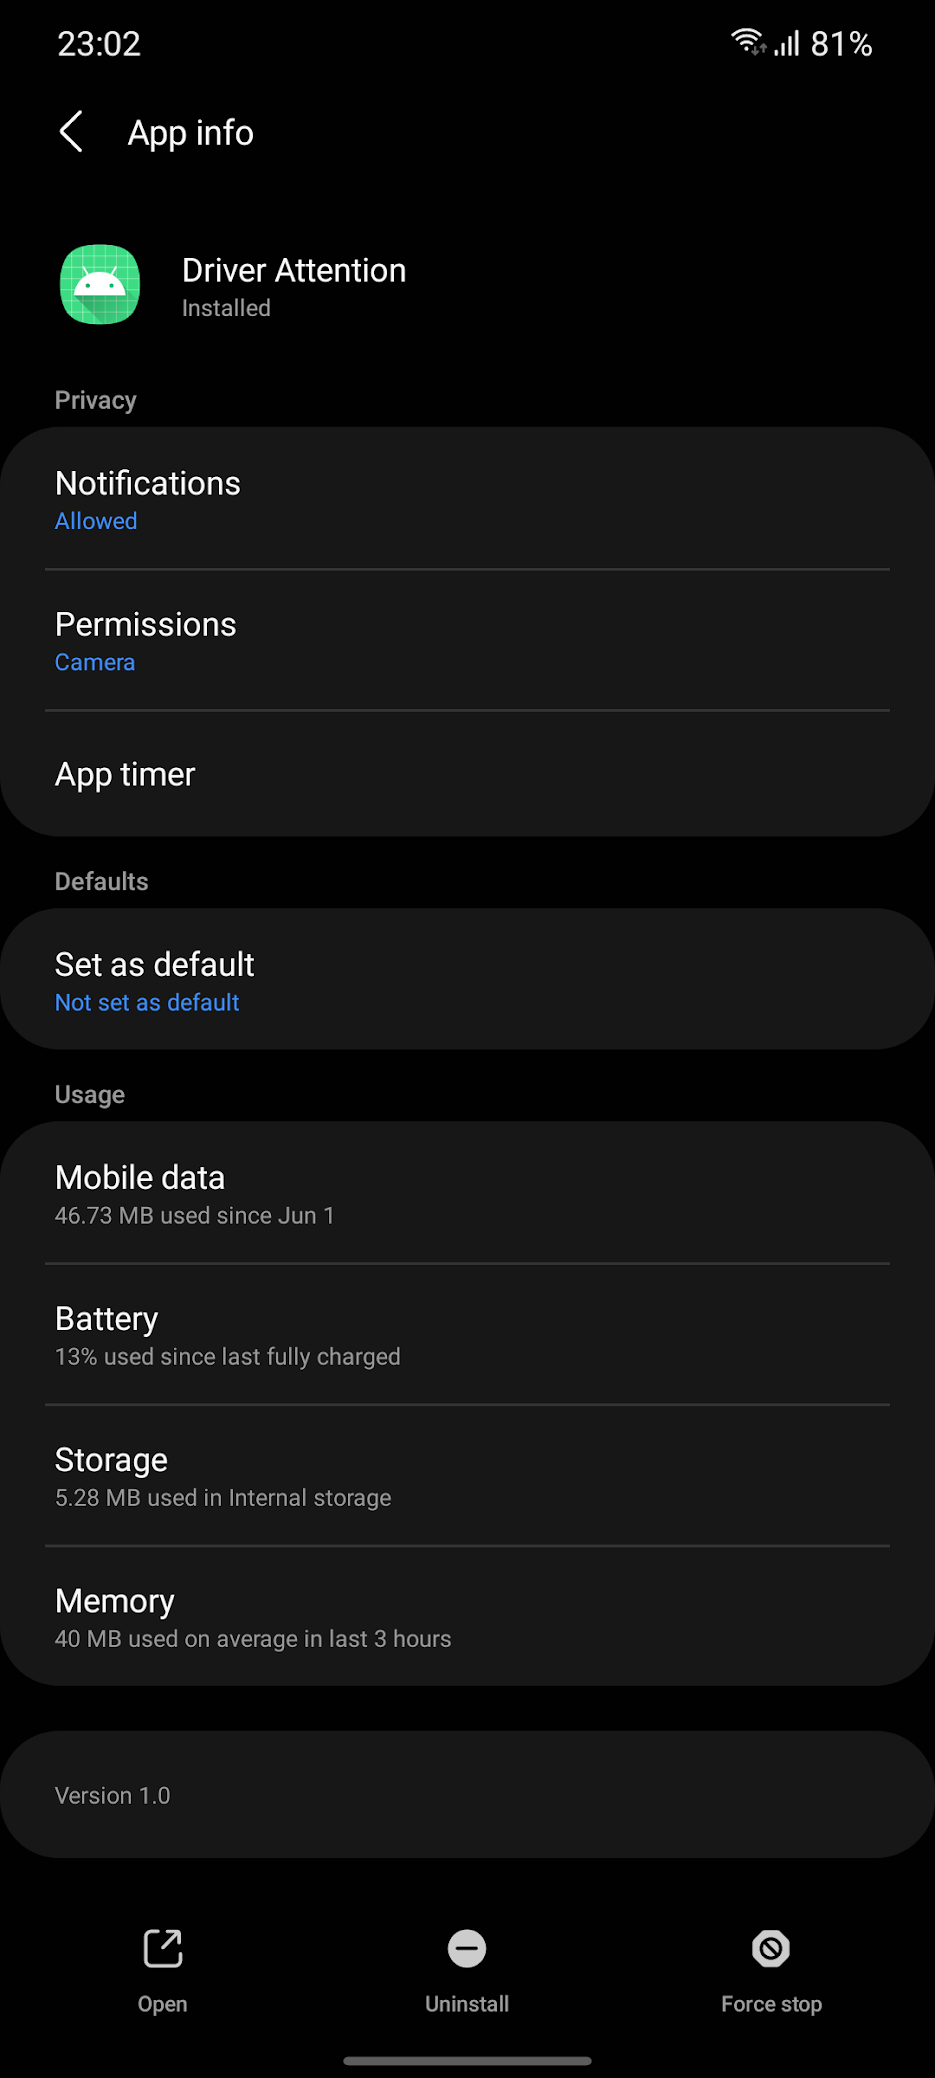 23:02
81%
App info
Driver Attention
Installed
Privacy
Notifications
Allowed
Permissions
Camera
App timer
Defaults
Set as default
Not set as default
Usage
Mobile data
46.73 MB used since Jun 1
Battery
13% used since last fully charged
Storage
5.28 MB used in Internal storage
Memory
40 MB used on average in last 3 hours
Version 1.0
Open
Uninstall
Force stop